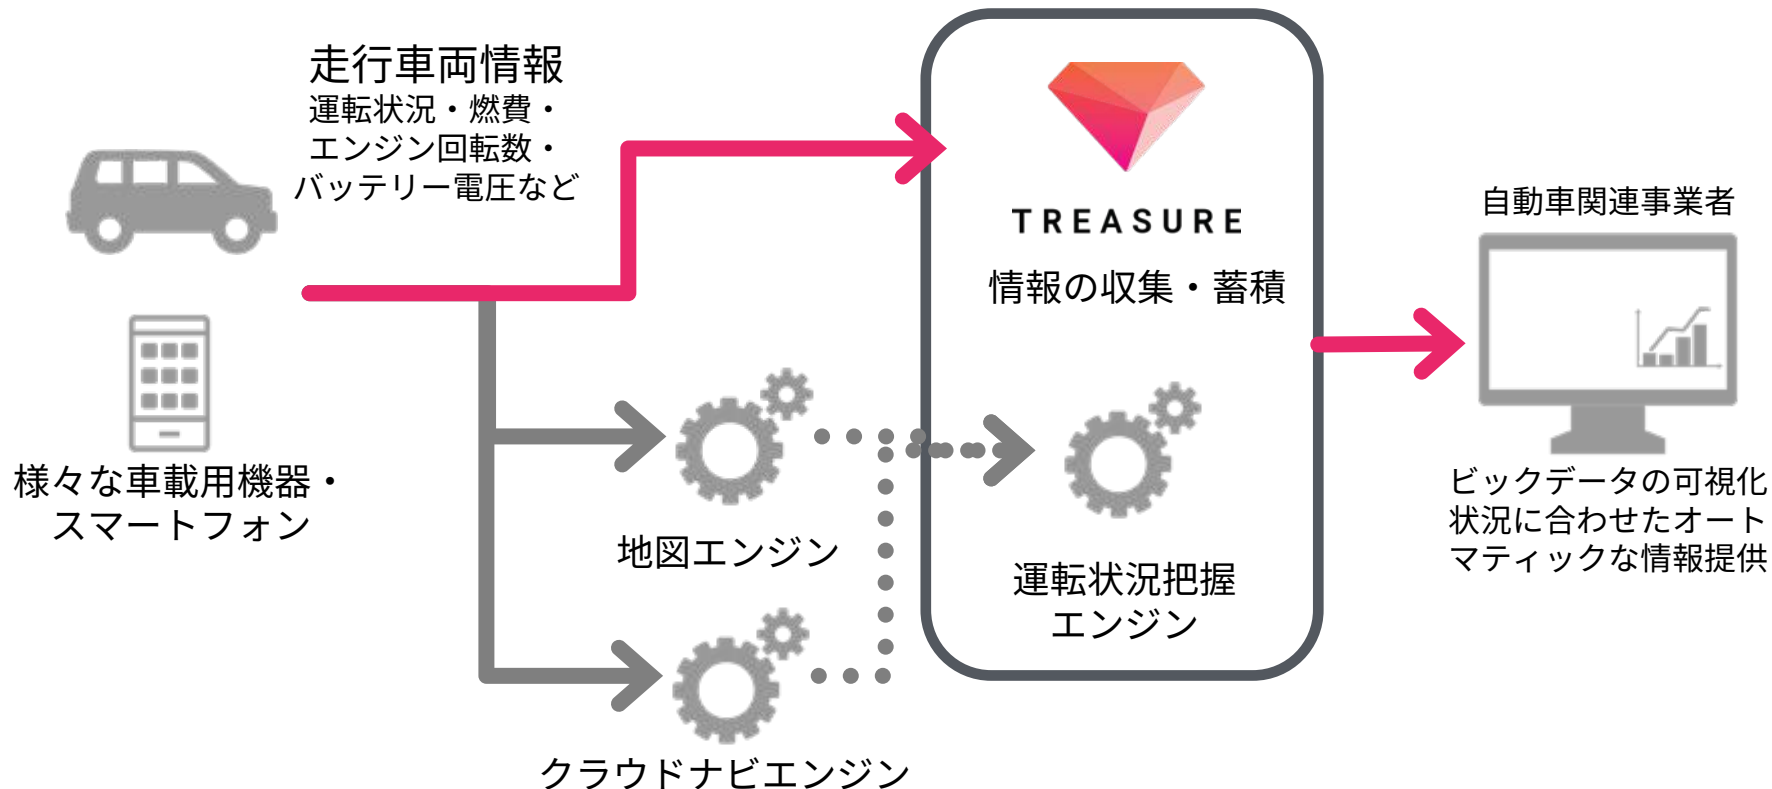 走行車両情報
運転状況・燃費・
エンジン回転数・
バッテリー電圧など
様々な車載用機器・
スマートフォン
地図エンジン
クラウドナビエンジン
TREASURE
情報の収集・蓄積
運転状況把握
エンジン
自動車関連事業者
ビックデータの可視化
状況に合わせたオート
マティックな情報提供